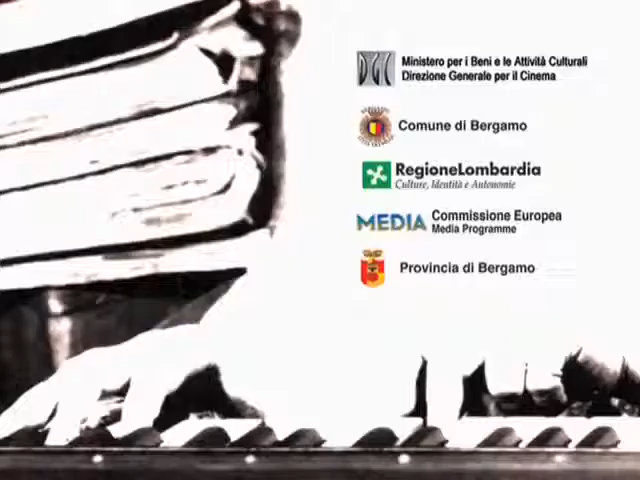 DGC
Ministero per i Beni e le Attività Culturali
Direzione Generale per il Cinema
Comune di Bergamo
RegioneLombardia
Culture, Identità e Autonomie
MEDIA
Commissione Europea
Media Programme
Provincia di Bergamo